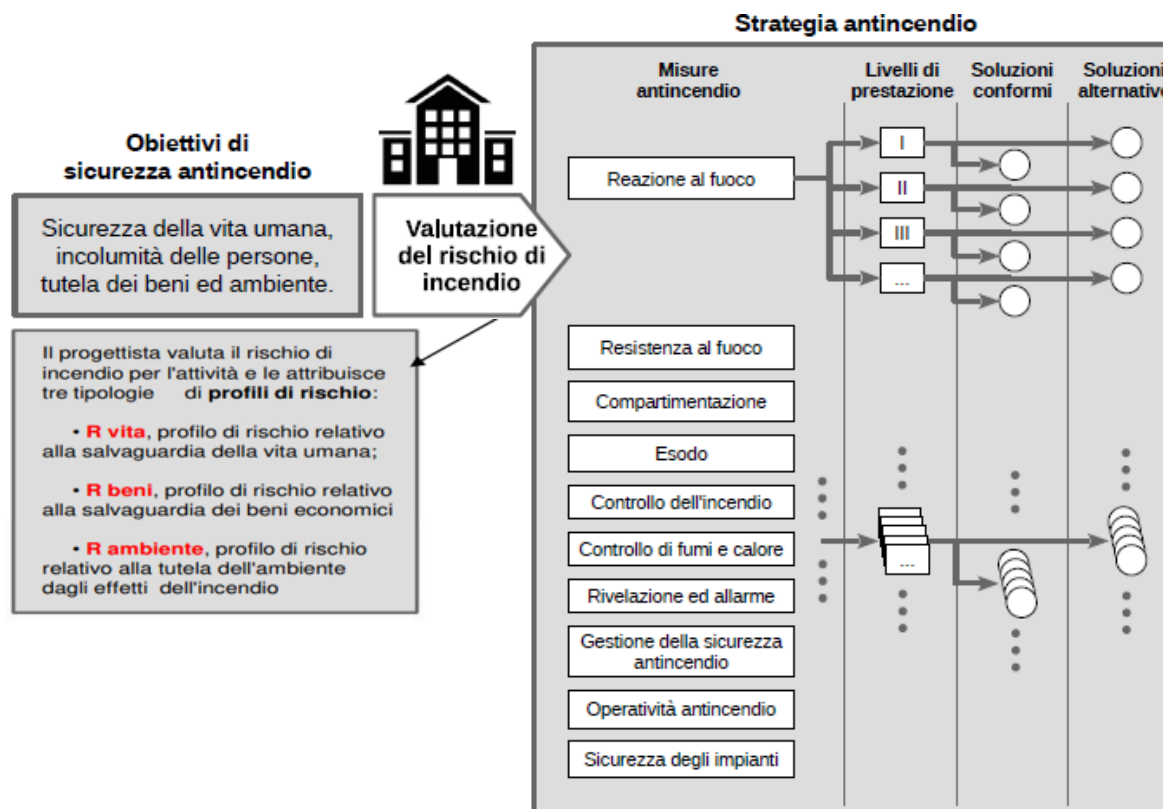 Strategia antincendio
Misure
antincendio
Livelli di
prestazione
Soluzioni
conformi
Soluzioni
alternative
Obiettivi di
sicurezza antincendio
Sicurezza della vita umana,
incolumità delle persone,
tutela dei beni ed ambiente.
Valutazione
del rischio di
incendio
Il progettista valuta il rischio di
incendio per l'attività e le attribuisce
tre tipologie di profili di rischio:
• R vita, profilo di rischio relativo
alla salvaguardia della vita umana;
• R beni, profilo di rischio relativo
alla salvaguardia dei beni economici
• R ambiente, profilo di rischio
relativo alla tutela dell'ambiente
dagli effetti dell'incendio
Reazione al fuoco
I
II
III
...
Resistenza al fuoco
Compartimentazione
Esodo
Controllo dell'incendio
Controllo di fumi e calore
...
Rivelazione ed allarme
Gestione della sicurezza
antincendio
Operatività antincendio
Sicurezza degli impianti